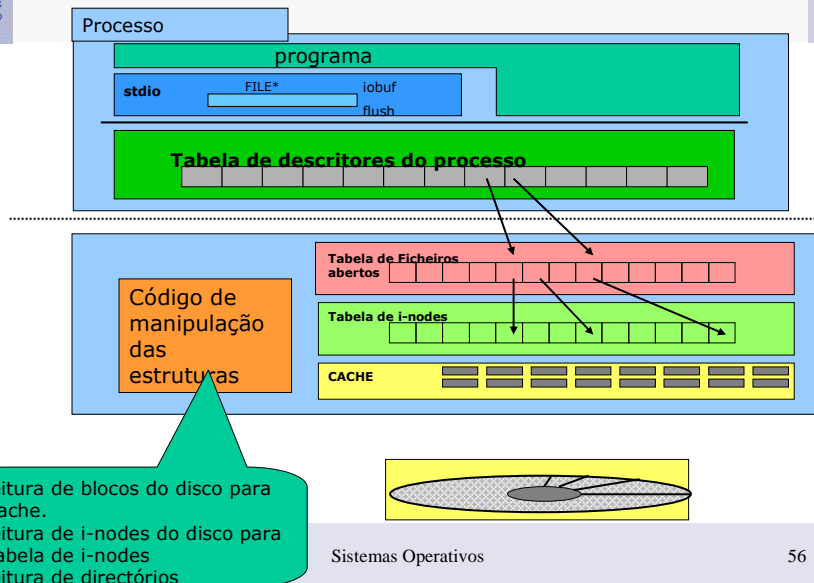 Processo
programa
stdio
FILE*
iobuf
flush
Tabela de descritores do processo
Tabela de Ficheiros
abertos
Código de
manipulação
das
estruturas
Tabela de i-nodes
CACHE
itura de blocos do disco para
ache.
itura de i-nodes do disco para
abela de i-nodes
itura de directórios
Sistemas Operativos
56